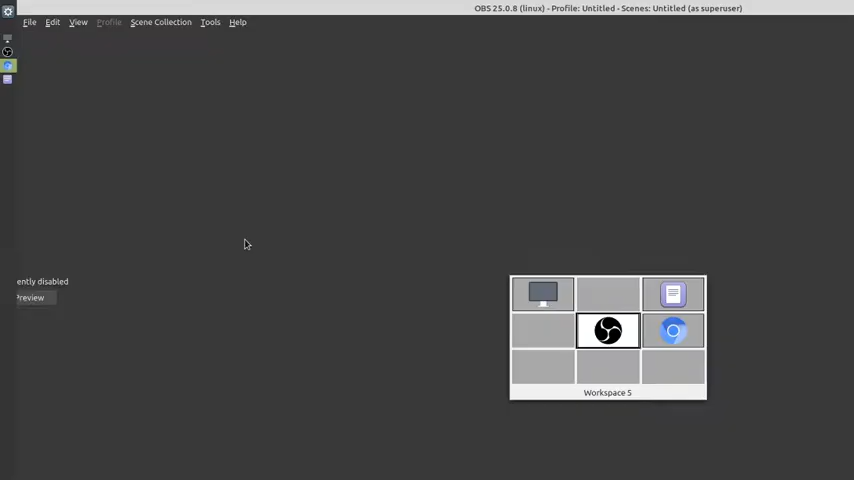 OBS 25.0.8 (linux) - Profile: Untitled - Scenes: Untitled (as superuser)
File Edit View Profile Scene Collection Tools Help
ently disabled
Preview
Workspace 5